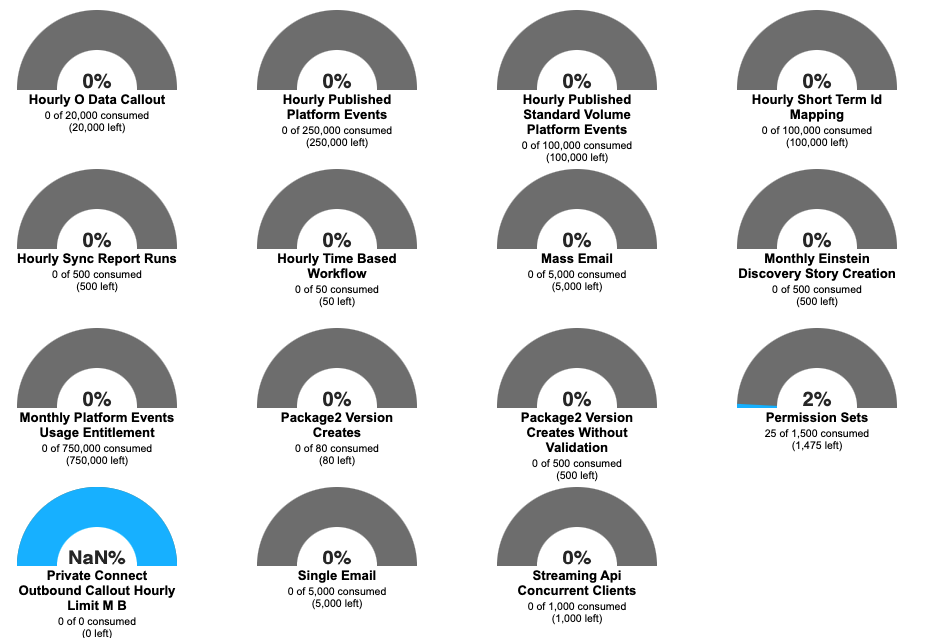 0%
Hourly O Data Callout
0 of 20,000 consumed
(20,000 left)
0%
Hourly Published
Platform Events
0 of 250,000 consumed
(250,000 left)
0%
Hourly Published
Standard Volume
Platform Events
0 of 100,000 consumed
(100,000 left)
0%
Hourly Short Term Id
Mapping
0 of 100,000 consumed
(100,000 left)
0%
Hourly Sync Report Runs
0 of 500 consumed
(500 left)
0%
Hourly Time Based
Workflow
0 of 50 consumed
(50 left)
0%
Mass Email
0 of 5,000 consumed
(5,000 left)
0%
Monthly Einstein
Discovery Story Creation
0 of 500 consumed
(500 left)
0%
Monthly Platform Events
Usage Entitlement
0 of 750,000 consumed
(750,000 left)
0%
Package2 Version
Creates
0 of 80 consumed
(80 left)
0%
Package2 Version
Creates Without
Validation
0 of 500 consumed
(500 left)
2%
Permission Sets
25 of 1,500 consumed
(1,475 left)
NaN%
Private Connect
Outbound Callout Hourly
Limit M B
0 of 0 consumed
(0 left)
0%
Single Email
0 of 5,000 consumed
(5,000 left)
0%
Streaming Api
Concurrent Clients
0 of 1,000 consumed
(1,000 left)